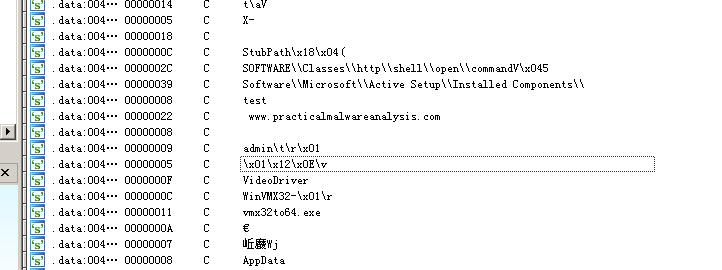 .data:004… 00000014 C t\aV
.data:004… 00000005 C X-
.data:004… 00000018 C
.data:004… 0000000C C StubPath\x18\x04(
.data:004… 0000002C C SOFTWARE\\Classes\\http\\shell\\open\\commandV\x045
.data:004… 00000039 C Software\\Microsoft\\Active Setup\\Installed Components\\
.data:004… 00000008 C test
.data:004… 00000022 C www.practicalmalwareanalysis.com
.data:004… 00000008 C
.data:004… 00000009 C admin\t\r\x01
.data:004… 00000005 C \x01\x12\x0E\v
.data:004… 0000000F C VideoDriver
.data:004… 0000000C C WinVMX32-\x01\r
.data:004… 00000011 C vmx32to64.exe
.data:004… 0000000A C €
.data:004… 00000007 C Wj
.data:004… 00000008 C AppData